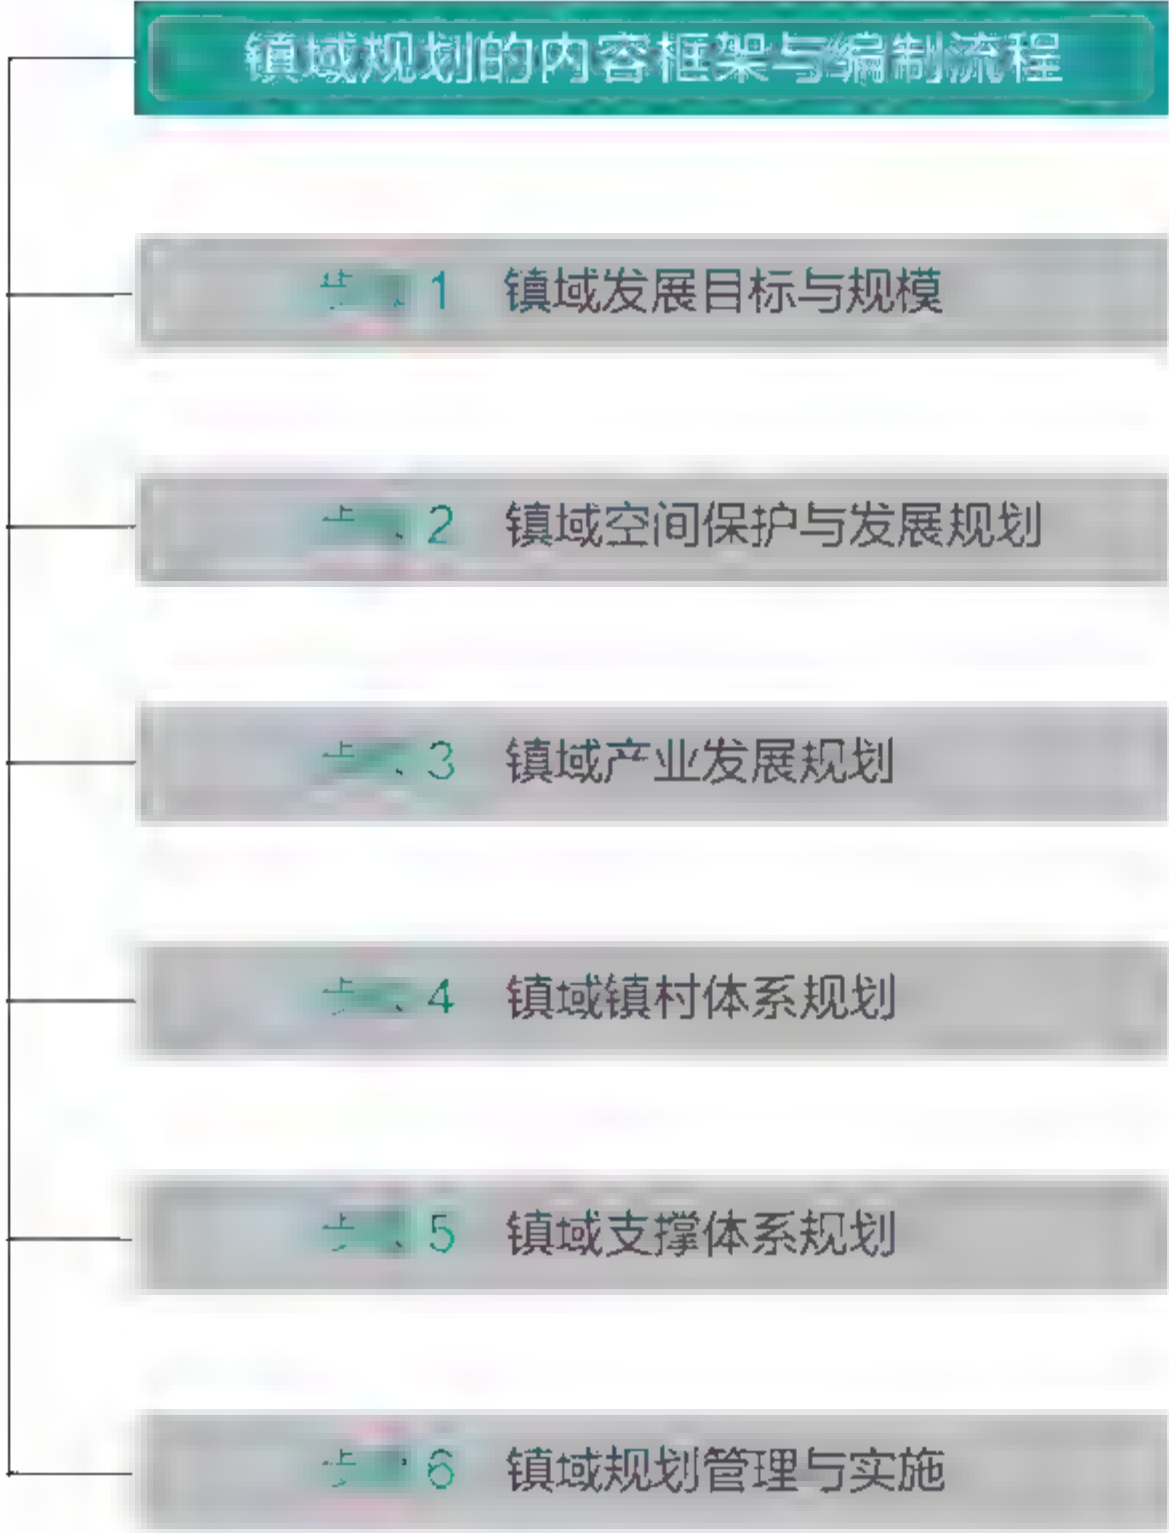 镇域规划的内容框架与编制流程
1 镇域发展目标与规模
2 镇域空间保护与发展规划
3 镇域产业发展规划
4 镇域镇村体系规划
5 镇域支撑体系规划
6 镇域规划管理与实施